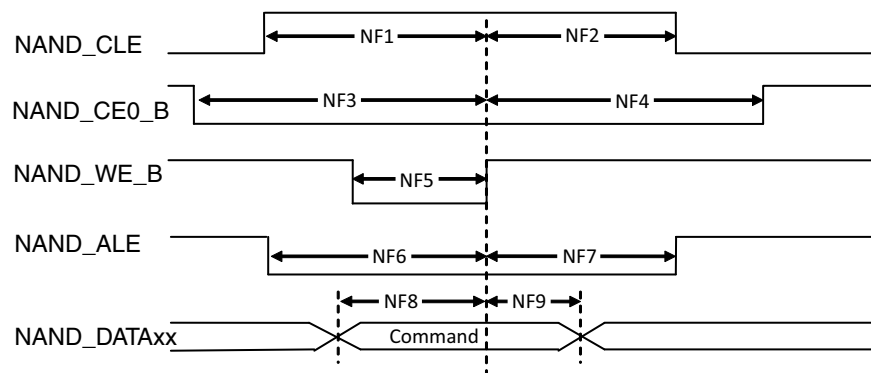 NAND_CLE NF1 NF2
NAND_CE0_B NF3 NF4
NAND_WE_B NF5
NAND_ALE NF6 NF7
NF8 NF9
NAND_DATAxx Command